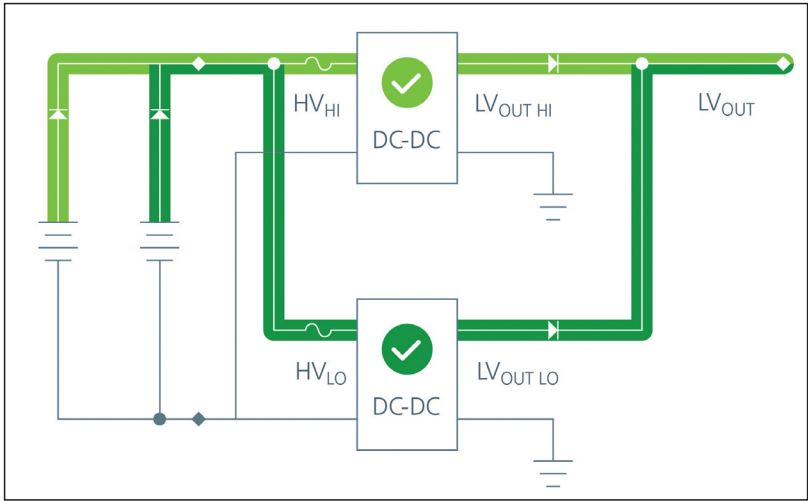 HV_HI
LV_OUT HI
LV_OUT
DC-DC
HV_LO
LV_OUT LO
DC-DC